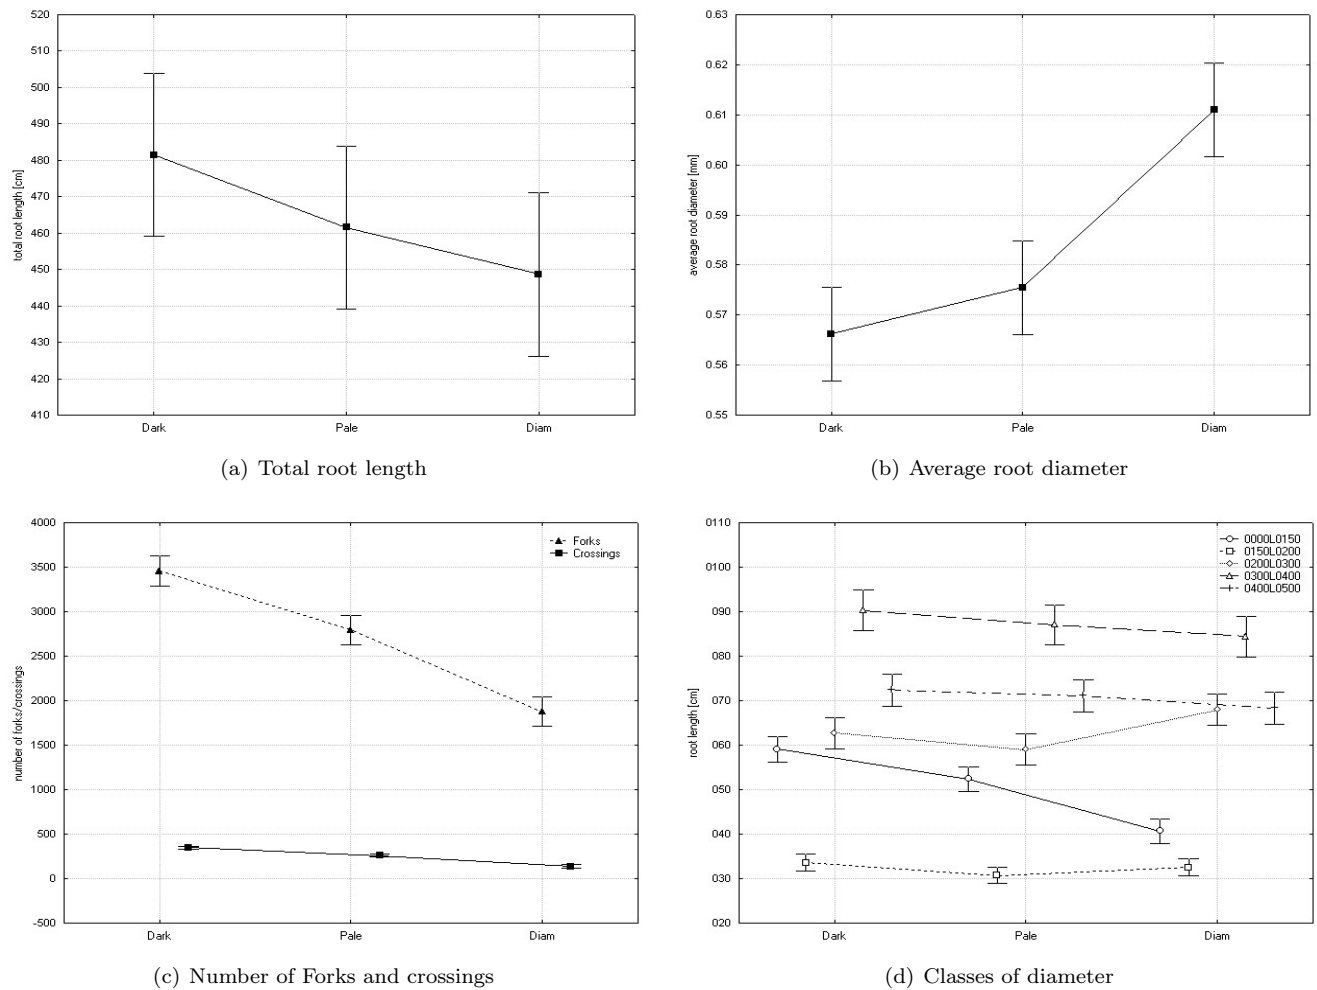 520
510
500
490
480
470
460
450
440
430
420
410
total root length [cm]
Dark Pale Diam
(a) Total root length
0.63
0.62
0.61
0.60
0.59
0.58
0.57
0.56
0.55
average root diameter [mm]
Dark Pale Diam
(b) Average root diameter
4000
3500
3000
2500
2000
1500
1000
500
0
-500
number of forks/crossings
Forks
Crossings
Dark Pale Diam
(c) Number of Forks and crossings
0110
0100
090
080
070
060
050
040
030
020
root length [cm]
0000L0150
0150L0200
0200L0300
0300L0400
0400L0500
Dark Pale Diam
(d) Classes of diameter